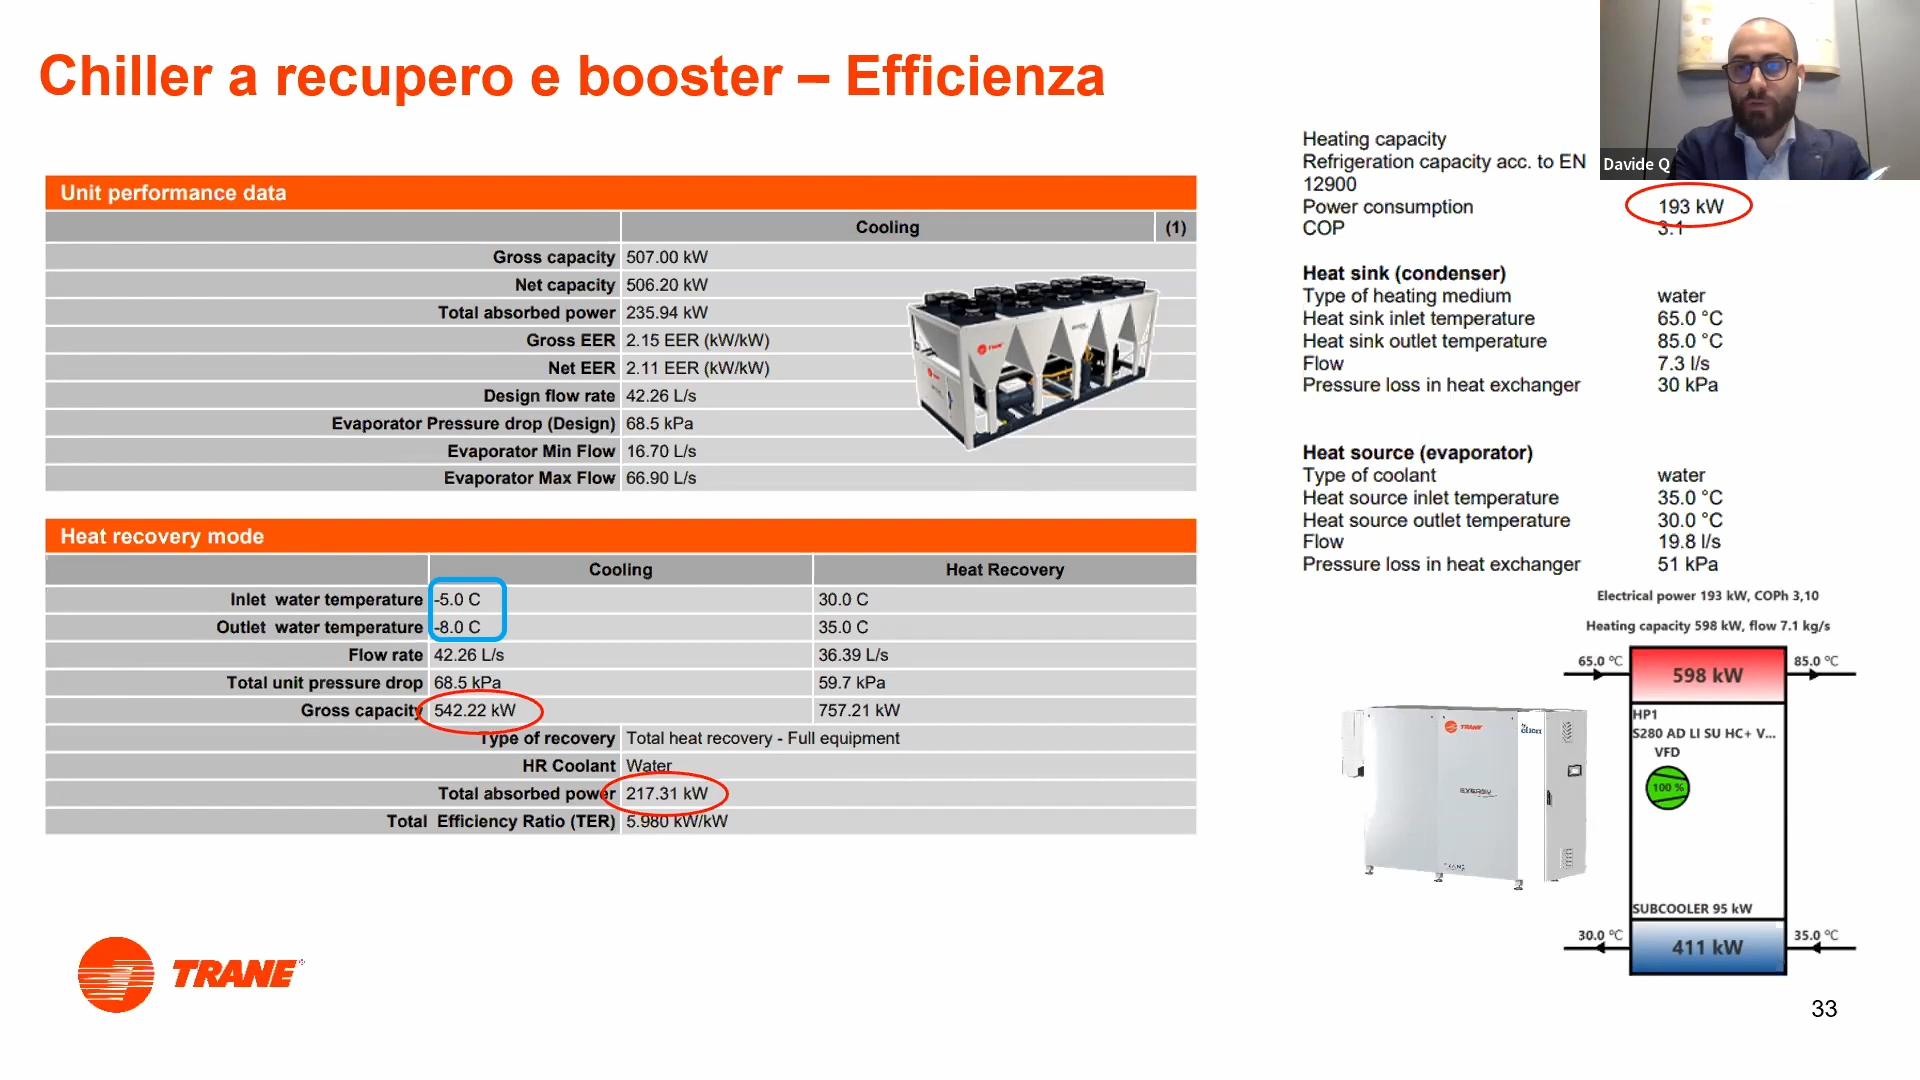 Chiller a recupero e booster – Efficienza
Davide Q
Unit performance data
Cooling (1)
Gross capacity 507.00 kW
Net capacity 506.20 kW
Total absorbed power 235.94 kW
Gross EER 2.15 EER (kW/kW)
Net EER 2.11 EER (kW/kW)
Design flow rate 42.26 L/s
Evaporator Pressure drop (Design) 68.5 kPa
Evaporator Min Flow 16.70 L/s
Evaporator Max Flow 66.90 L/s
Heat recovery mode
Cooling Heat Recovery
Inlet water temperature -5.0 C 30.0 C
Outlet water temperature -8.0 C 35.0 C
Flow rate 42.26 L/s 36.39 L/s
Total unit pressure drop 68.5 kPa 59.7 kPa
Gross capacity 542.22 kW 757.21 kW
Type of recovery Total heat recovery - Full equipment
HR Coolant Water
Total absorbed power 217.31 kW
Total Efficiency Ratio (TER) 5.980 kW/kW
TRANE
Heating capacity
Refrigeration capacity acc. to EN
12900
Power consumption 193 kW
COP 3.1
Heat sink (condenser)
Type of heating medium water
Heat sink inlet temperature 65.0 °C
Heat sink outlet temperature 85.0 °C
Flow 7.3 l/s
Pressure loss in heat exchanger 30 kPa
Heat source (evaporator)
Type of coolant water
Heat source inlet temperature 35.0 °C
Heat source outlet temperature 30.0 °C
Flow 19.8 l/s
Pressure loss in heat exchanger 51 kPa
Electrical power 193 kW, COPh 3,10
Heating capacity 598 kW, flow 7.1 kg/s
65.0 °C 598 kW 85.0 °C
HP1
S280 AD LI SU HC+ V...
VFD
100 %
SUBCOOLER 95 kW
30.0 °C 411 kW 35.0 °C
TRANE
TRANE
33